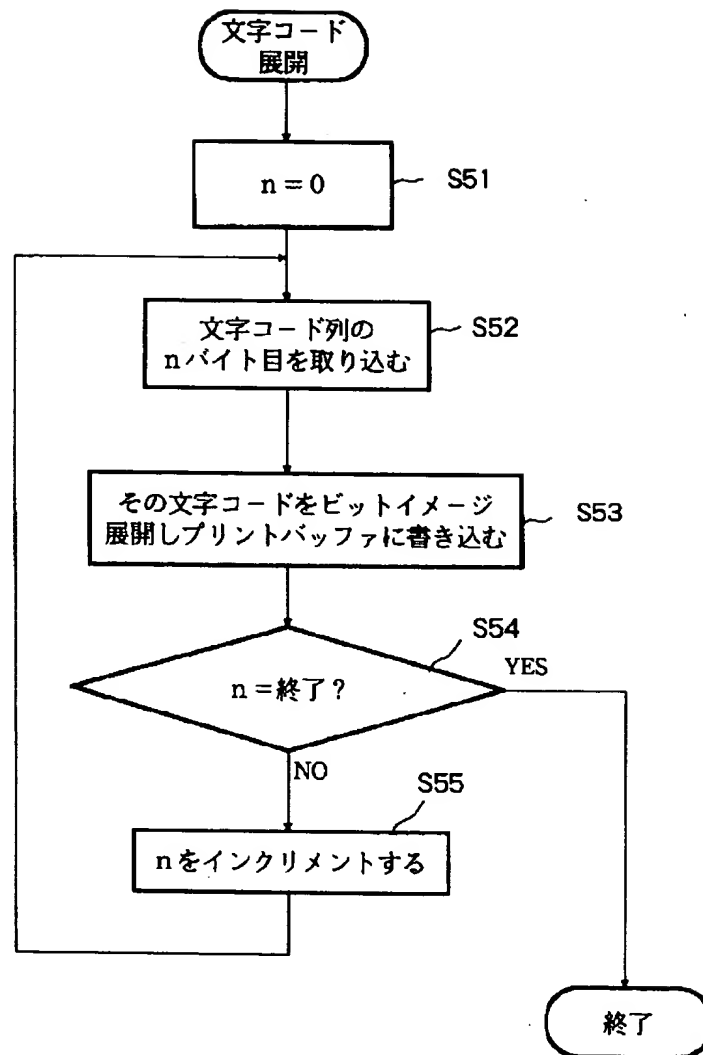 文字コード
展開
n=0
S51
文字コード列の
nバイト目を取り込む
S52
その文字コードをビットイメージ
展開しプリントバッファに書き込む
S53
S54
n=終了?
YES
NO
S55
nをインクリメントする
終了